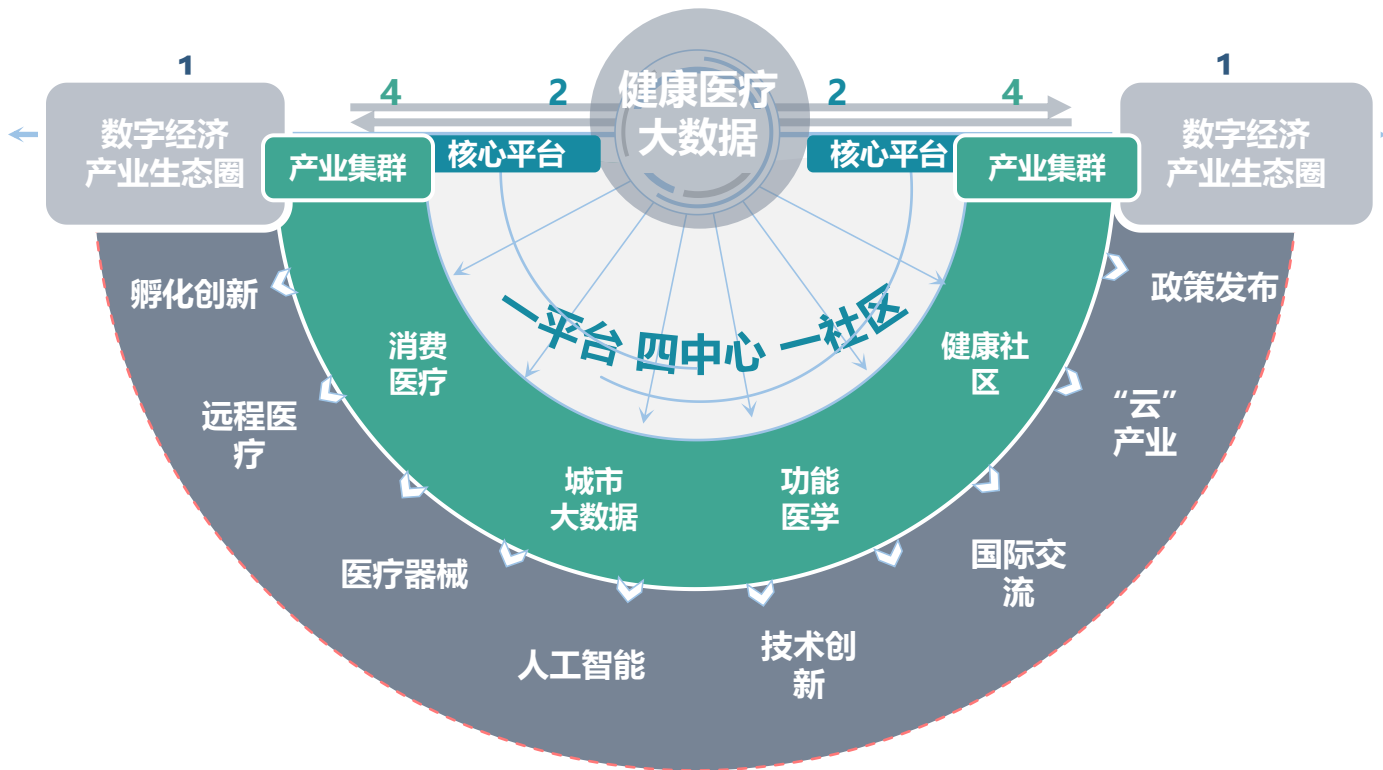 1
4
2
健康医疗
大数据
2
4
1
数字经济
产业生态圈
产业集群
核心平台
核心平台
产业集群
数字经济
产业生态圈
一平台 四中心 一社区
孵化创新
政策发布
消费
医疗
健康社
区
远程医
疗
“云”
产业
城市
大数据
功能
医学
医疗器械
国际交
流
人工智能
技术创
新